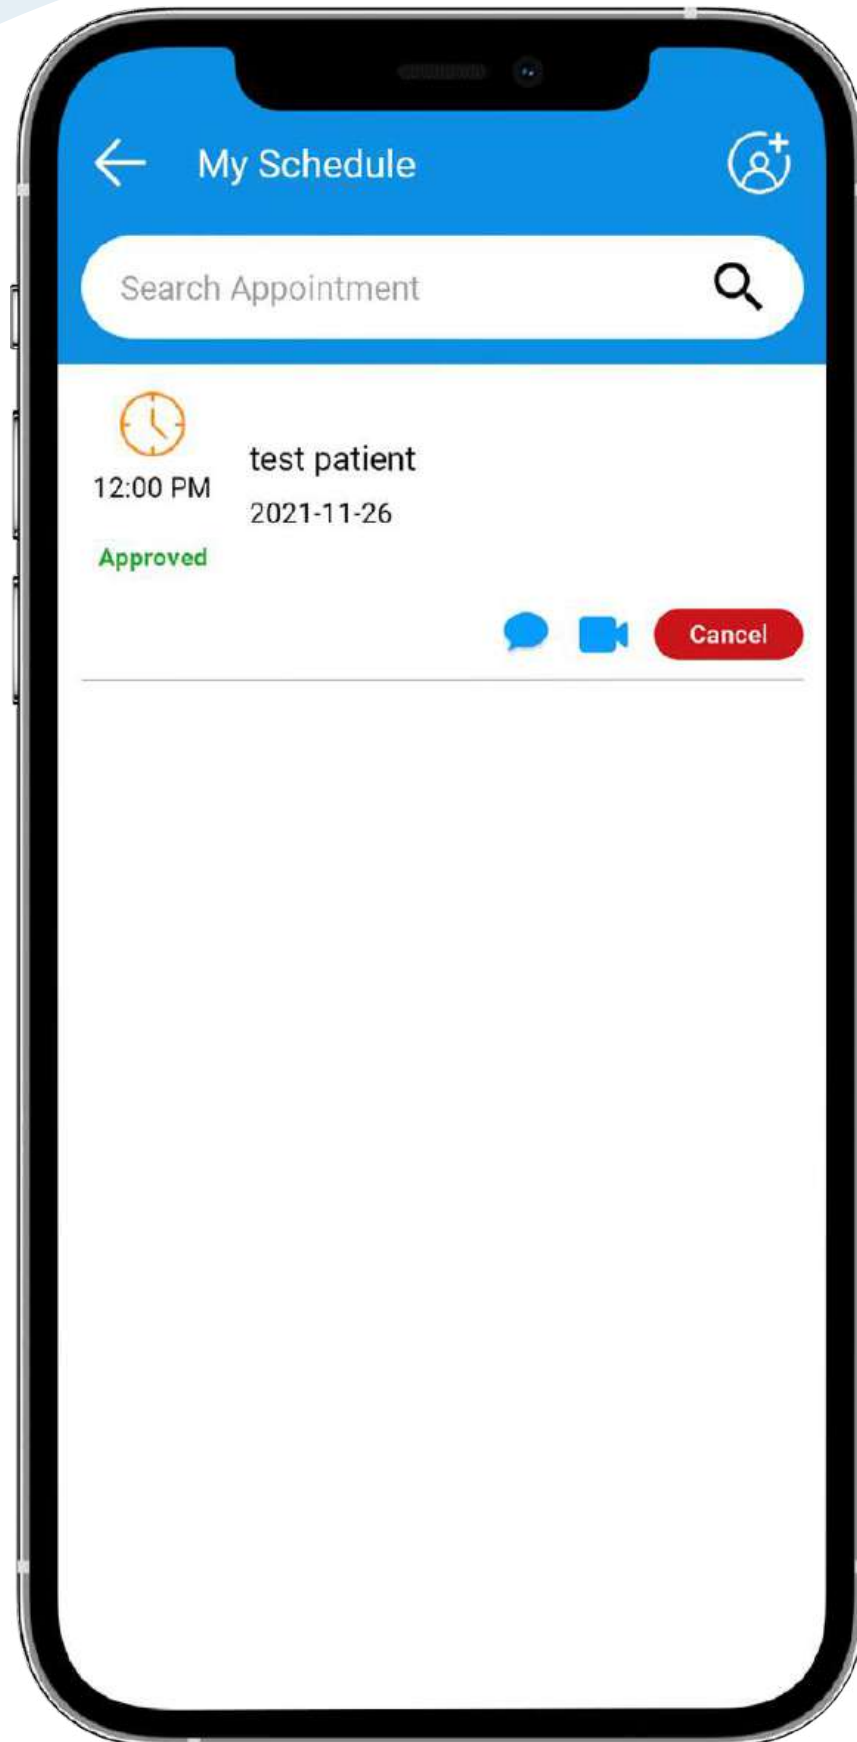 My Schedule
Search Appointment
12:00 PM
test patient
2021-11-26
Approved
Cancel